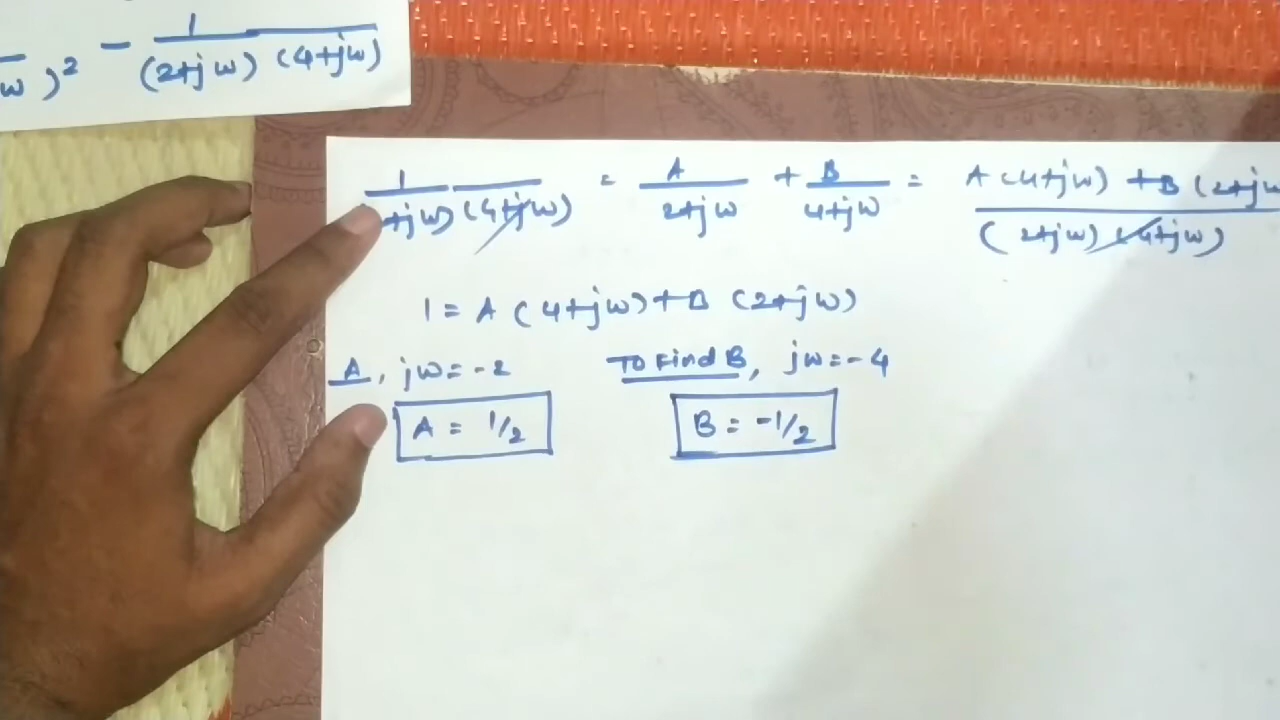 1
w )² - (2+jw) (4+jw)
1 = A + B = A (4+jw) + B (2+jw
+jw) (4+jw) 2+jw 4+jw (2+jw) (4+jw)
1 = A (4+jw) + B (2+jw)
A, jw = -2 To Find B, jw = -4
A = 1/2 B = -1/2